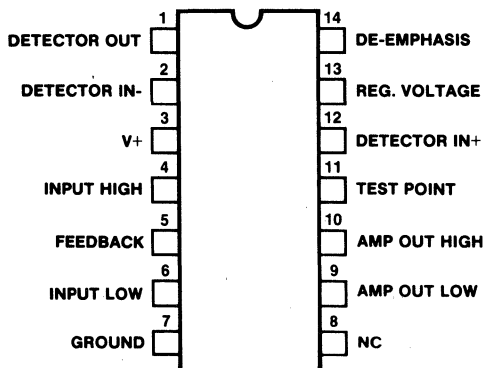 1 14
DETECTOR OUT DE-EMPHASIS
2 13
DETECTOR IN- REG. VOLTAGE
3 12
V+ DETECTOR IN+
4 11
INPUT HIGH TEST POINT
5 10
FEEDBACK AMP OUT HIGH
6 9
INPUT LOW AMP OUT LOW
7 8
GROUND NC